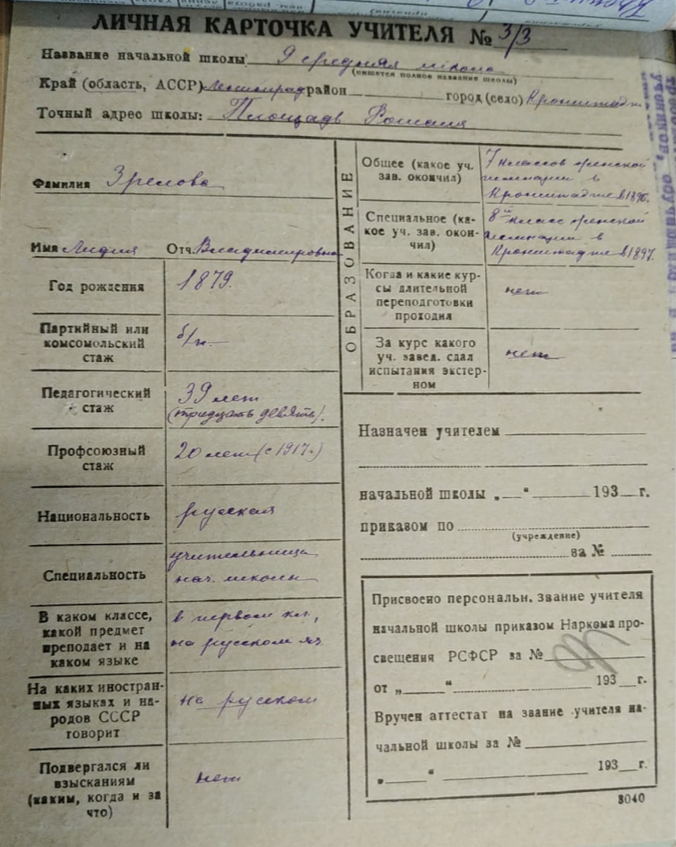 ЛИЧНАЯ КАРТОЧКА УЧИТЕЛЯ № 3/3
Название начальной школы 9 средняя школа
(пишется полное название школы)
Край (область, АССР) Ленинград район город (село) Кронштадт
Точный адрес школы: Площадь Рошаля
Фамилия Зрелова
Имя Лидия Отч. Владимировна
Год рождения 1879.
Партийный или комсомольский стаж б/п.
Педагогический стаж 39 лет
(тридцать девять).
Профсоюзный стаж 20 лет (с 1917 г.)
Национальность русская
Специальность учительница
нач. школы
В каком классе, какой предмет преподает и на каком языке
в первом кл.,
на русском яз.
На каких иностранных языках и народов СССР говорит
на русском
Подвергался ли взысканиям (каким, когда и за что)
нет
ОБРАЗОВАНИЕ
Общее (какое уч. зав. окончил)
7 классов женской
гимназии в
Кронштадте в 1896.
Специальное (какое уч. зав. окончил)
8й класс женской
гимназии в
Кронштадте в 1897.
Когда и какие курсы длительной переподготовки проходил
нет
За курс какого уч. завед. сдал испытания экстерном
нет
Назначен учителем
начальной школы „ “ 193 г.
приказом по
(учреждение)
за №
Присвоено персональн. звание учителя
начальной школы приказом Наркома про-
свещения РСФСР за №
от „ “ 193 г.
Вручен аттестат на звание учителя на-
чальной школы за №
„ “ 193 г.
3040